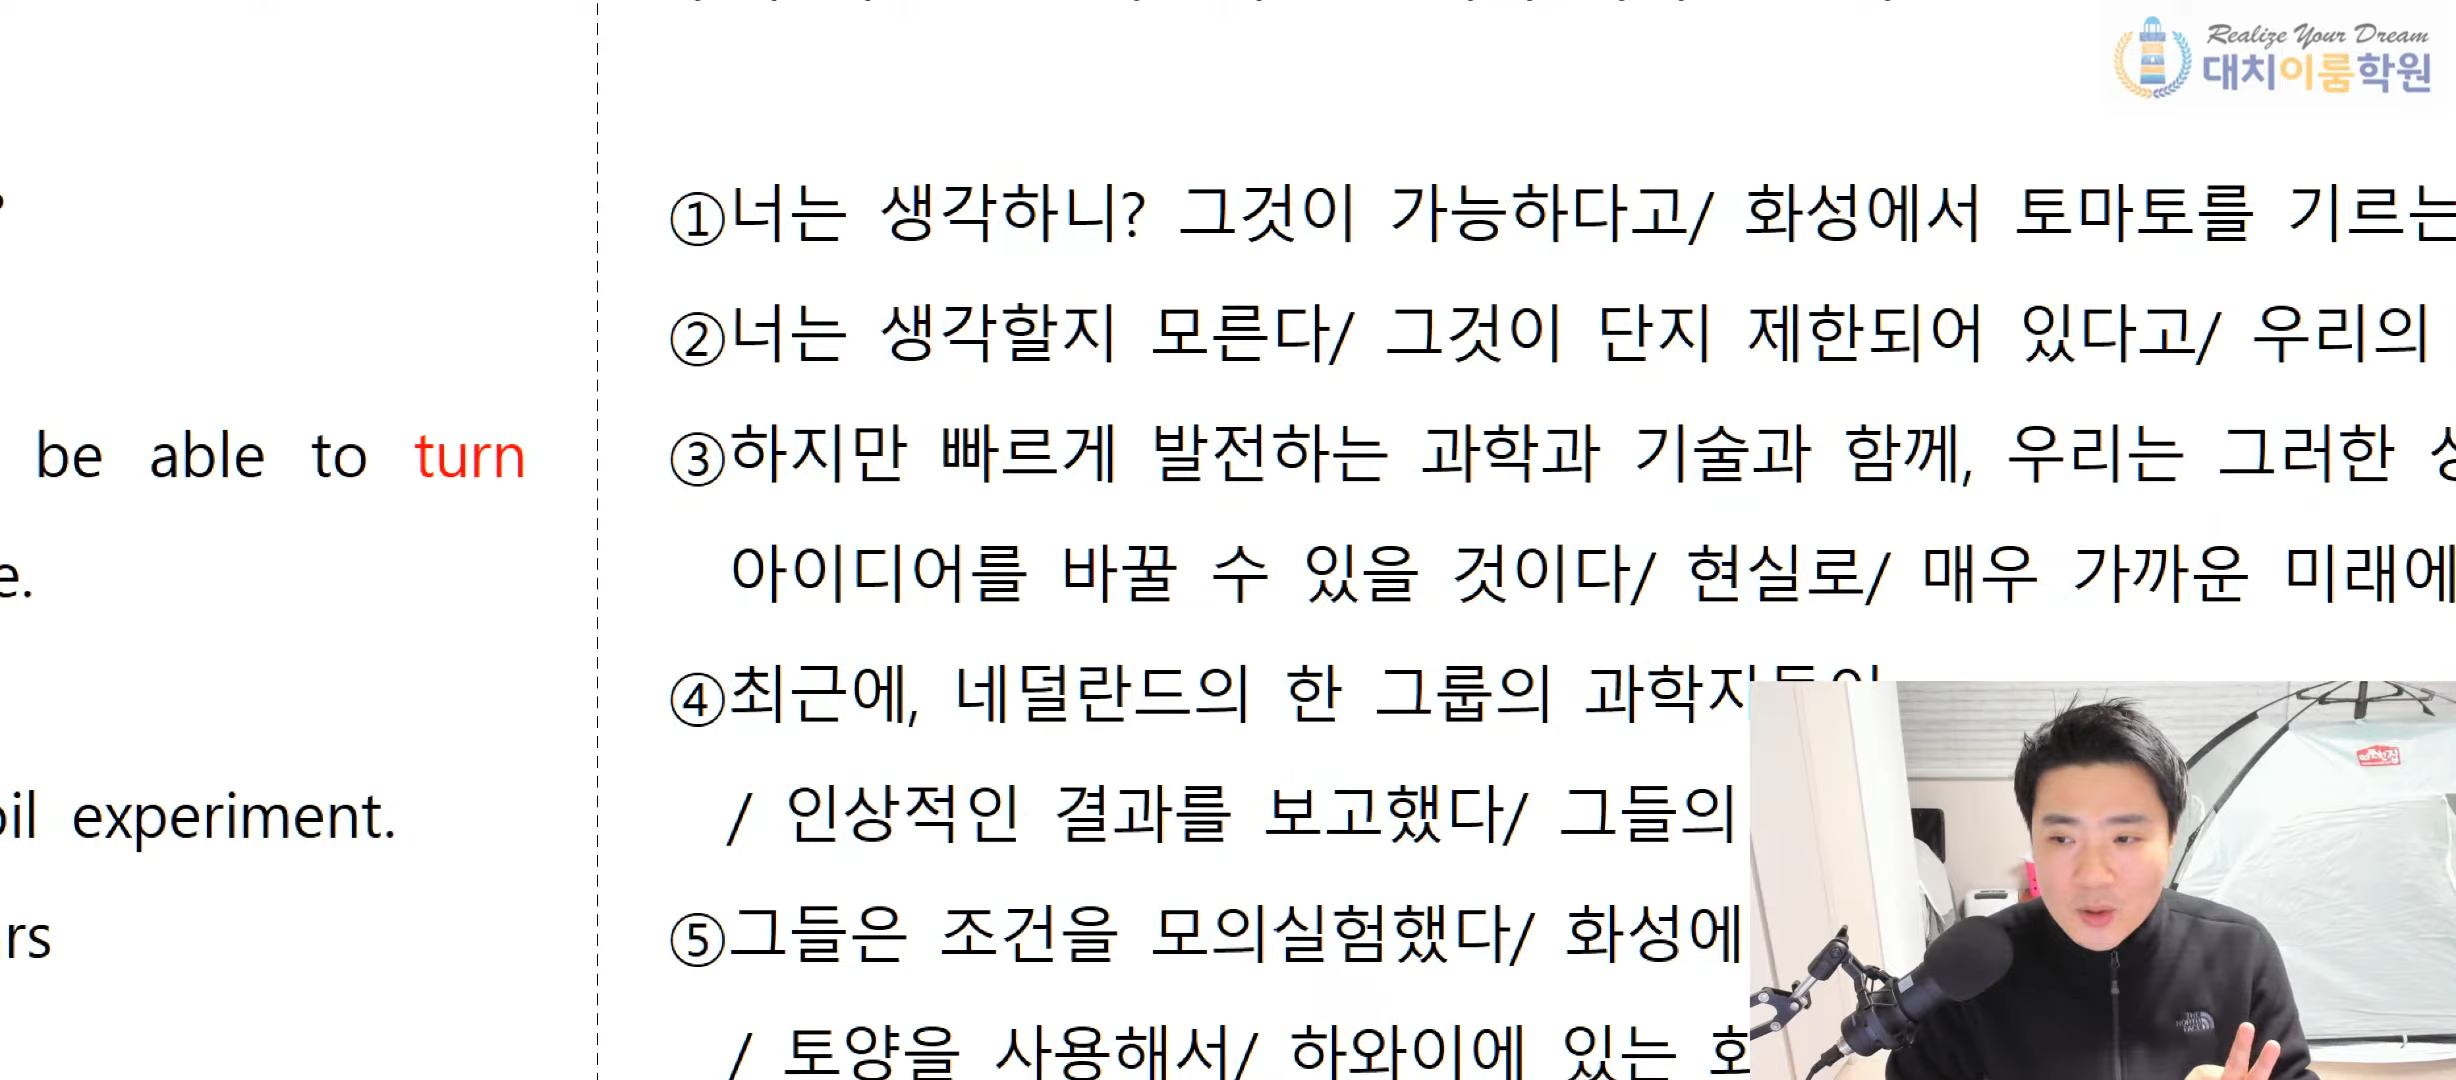 Realize Your Dream
대치이룸학원
①너는 생각하니? 그것이 가능하다고/ 화성에서 토마토를 기르는
②너는 생각할지 모른다/ 그것이 단지 제한되어 있다고/ 우리의
be able to turn
③하지만 빠르게 발전하는 과학과 기술과 함께, 우리는 그러한
e.
아이디어를 바꿀 수 있을 것이다/ 현실로/ 매우 가까운 미래에
④최근에, 네덜란드의 한 그룹의 과학자들이
oil experiment.
/ 인상적인 결과를 보고했다/ 그들의
rs
⑤그들은 조건을 모의실험했다/ 화성에
/ 토양을 사용해서/ 하와이에 있는
THE NORTH FACE